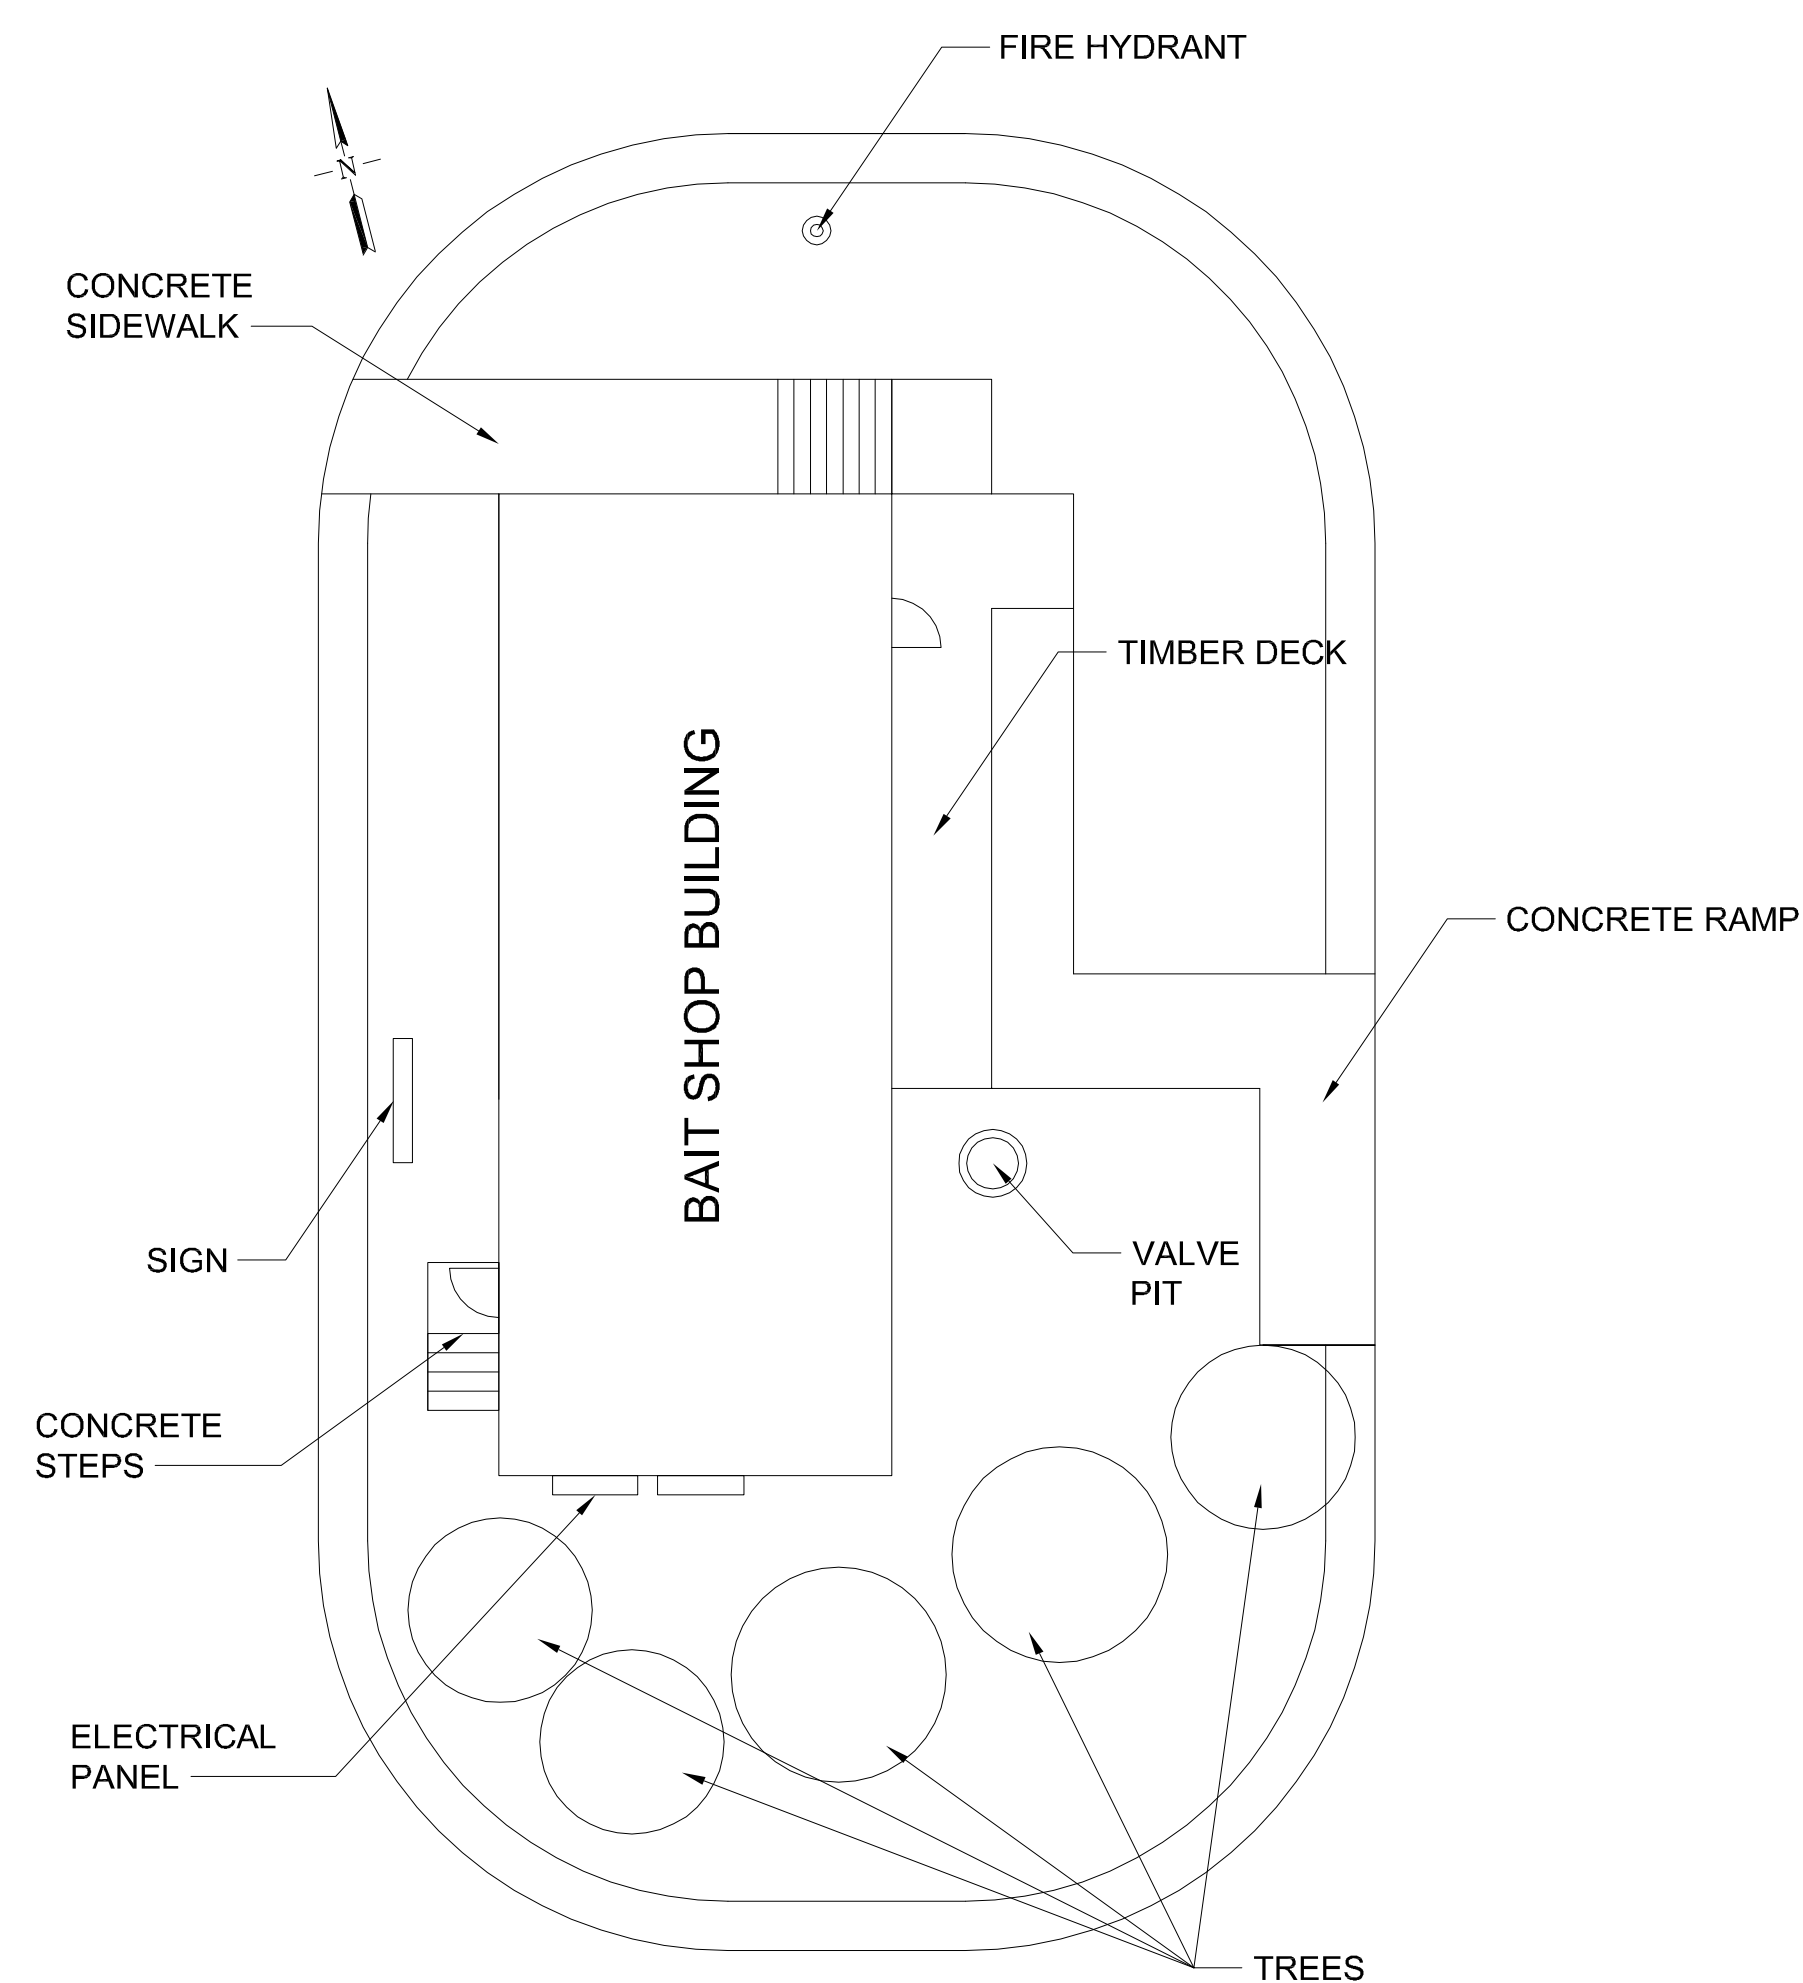 FIRE HYDRANT
N
CONCRETE
SIDEWALK
TIMBER DECK
BAIT SHOP BUILDING
CONCRETE RAMP
SIGN
VALVE
PIT
CONCRETE
STEPS
ELECTRICAL
PANEL
TREES